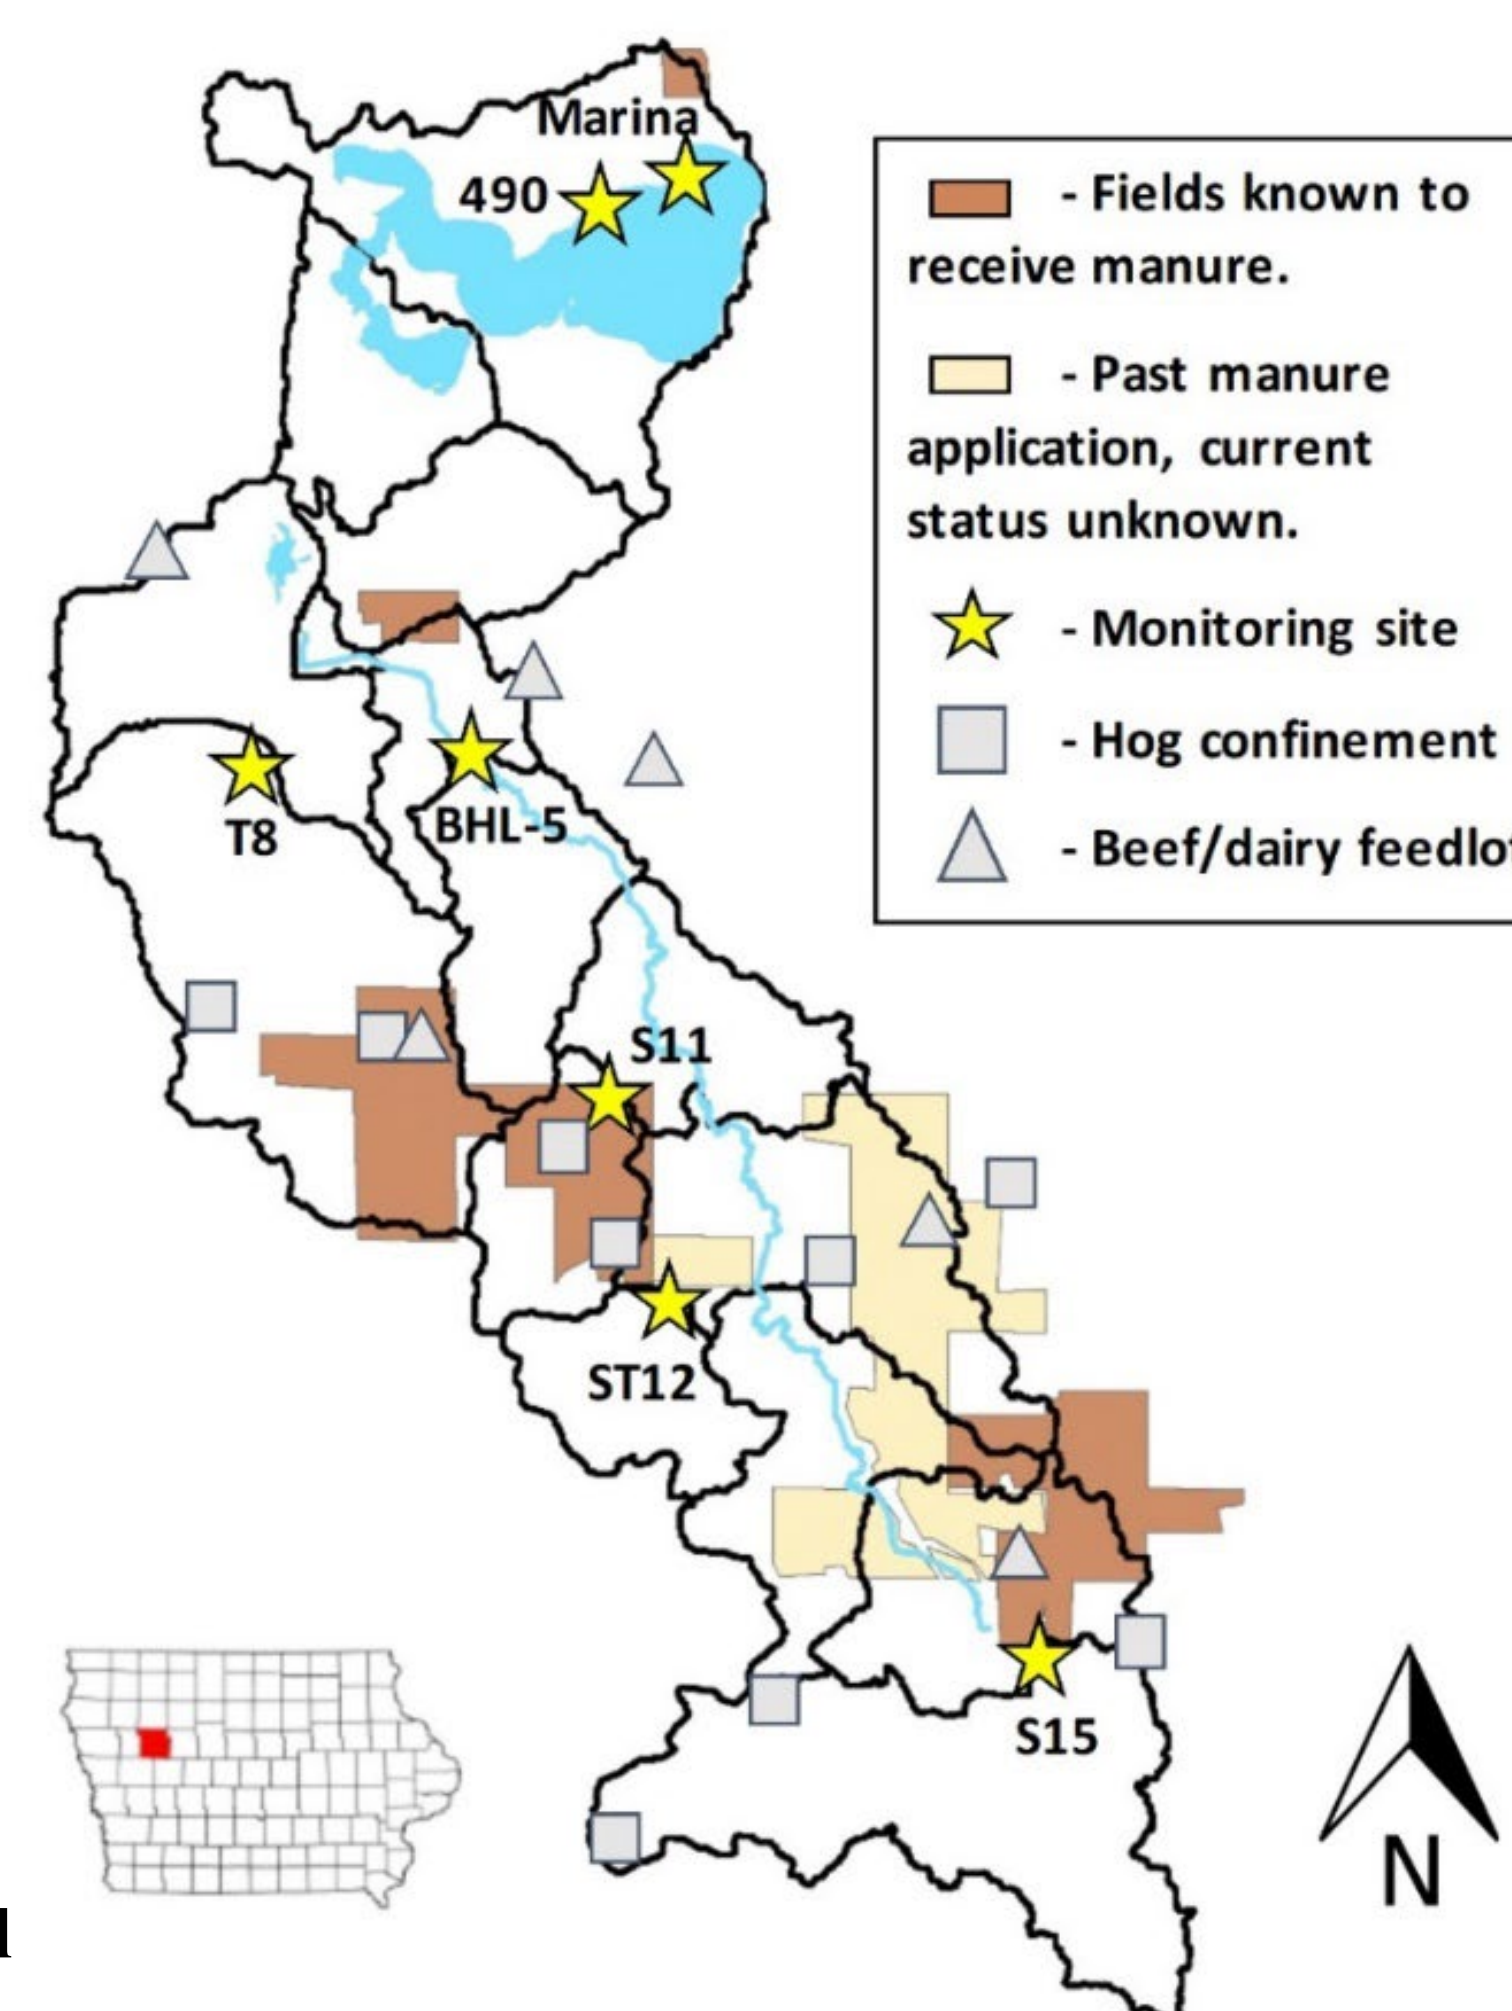 Marina
490
- Fields known to
receive manure.
- Past manure
application, current
status unknown.
- Monitoring site
- Hog confinement
- Beef/dairy feedlot
T8
BHL-5
S11
ST12
S15
N